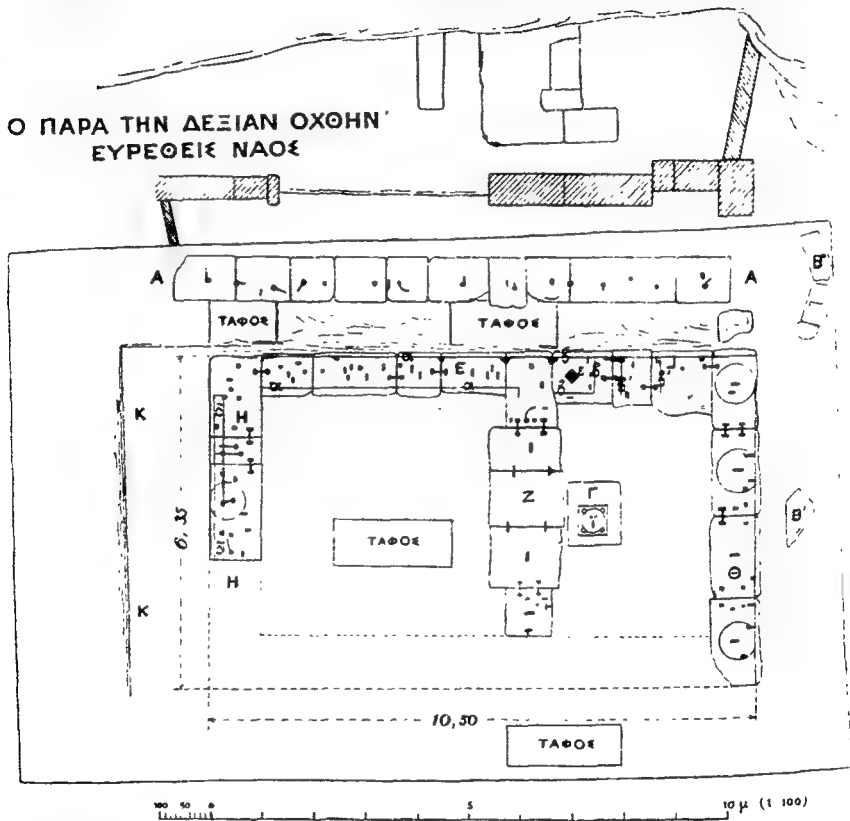 Ο ΠΑΡΑ ΤΗΝ ΔΕΞΙΑΝ ΟΧΘΗΝ
ΕΥΡΕΘΕΙΣ ΝΑΟΣ
Α Α Β"
ΤΑΦΟΣ ΤΑΦΟΣ
α Ε
α
Κ Η
Ζ Γ
Β'
6,35 ΤΑΦΟΣ
Θ
Η
Κ
10,50
ΤΑΦΟΣ
100 50 0 5 10 μ (1 100)